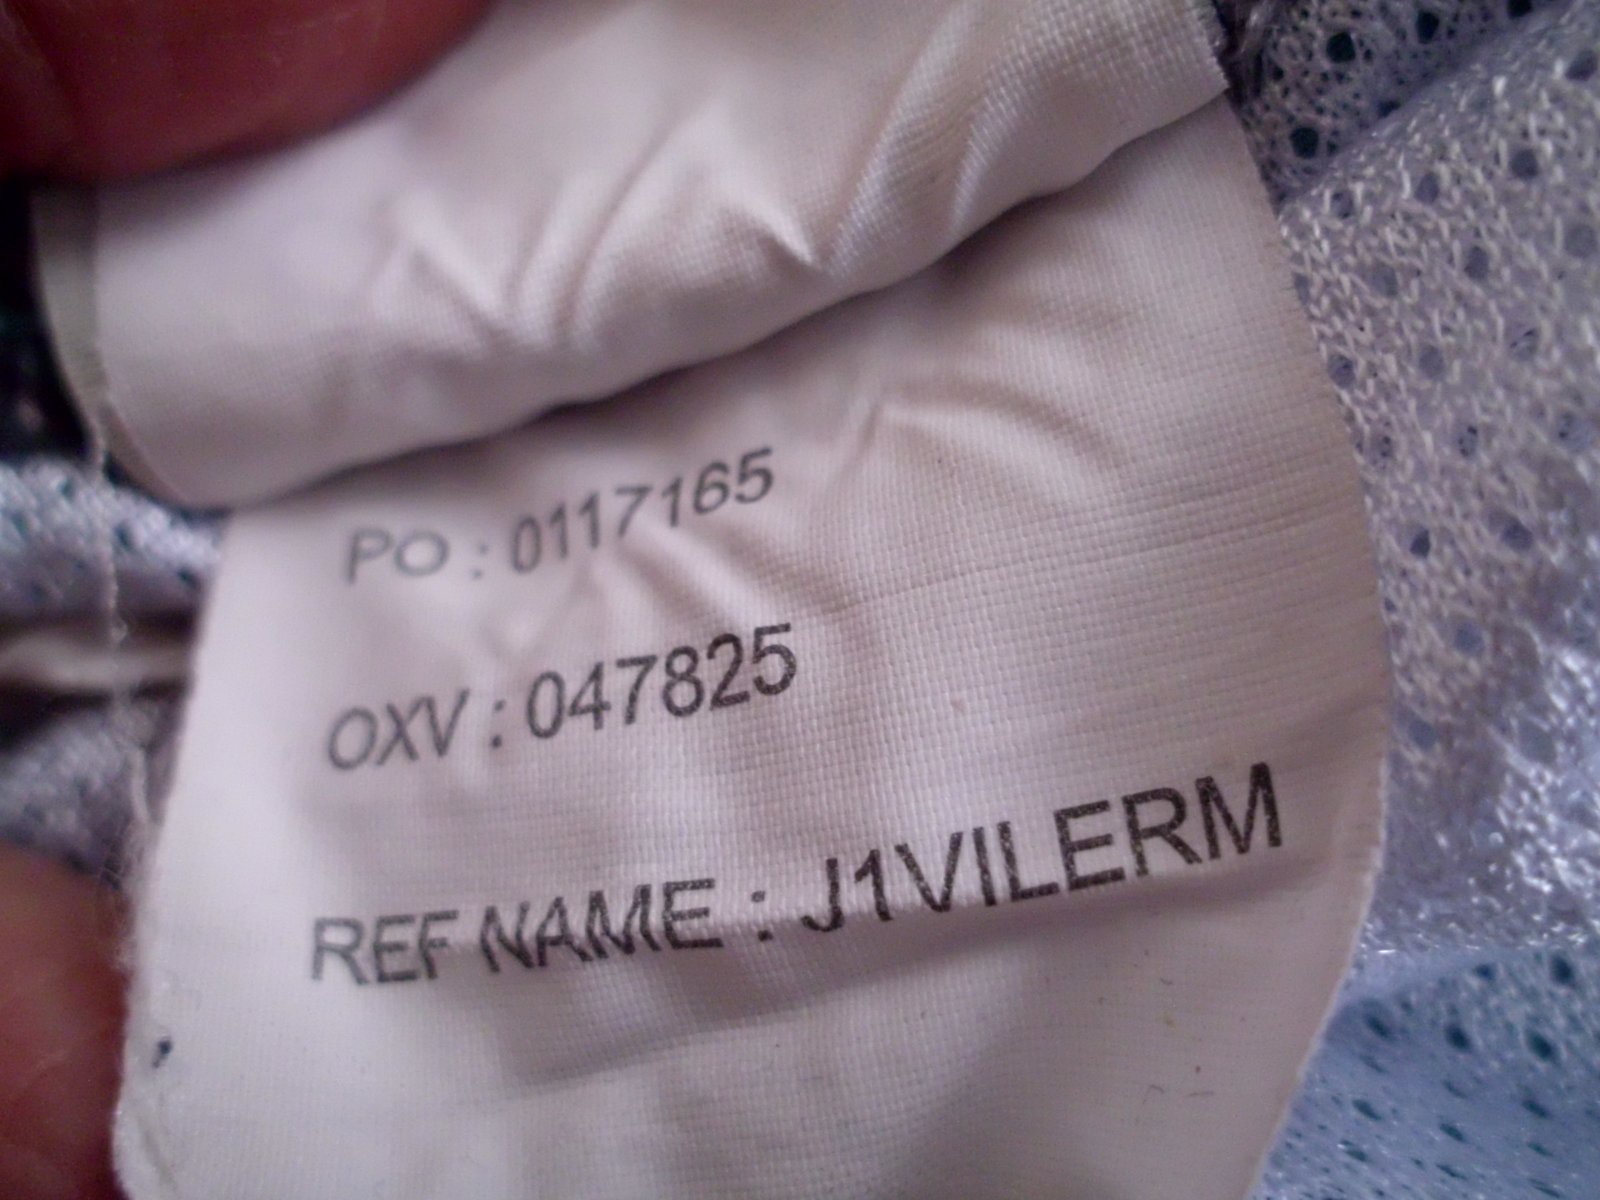 PO : 0117165
OXV : 047825
REF NAME : J1VILERM